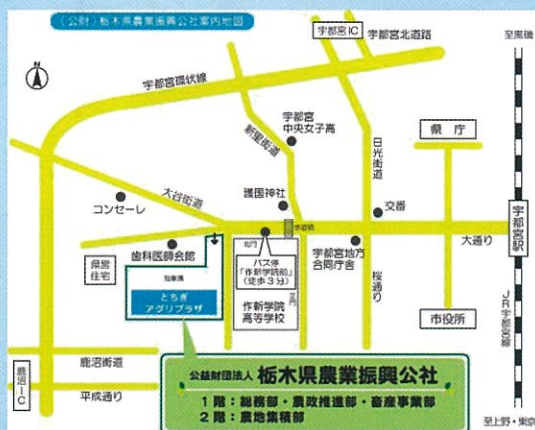 (公財)栃木県農業振興公社案内地図
宇都宮IC
宇都宮北道路
至黒磯
宇都宮環状線
宇都宮
中央女子高
新里街道
日光街道
県庁
大谷街道
コンセーレ
護国神社
交番
歩道橋
宇都宮駅
大通り
北門
バス停
「作新学院前」
(徒歩3分)
歯科医師会館
県営
住宅
駐車場
とちぎ
アグリプラザ
宇都宮地方
合同庁舎
桜通り
正門
作新学院
高等学校
市役所
JR宇都宮線
鹿沼街道
鹿沼IC
平成通り
公益財団法人 栃木県農業振興公社
1階:総務部・農政推進部・畜産事業部
2階:農地集積部
至上野・東京